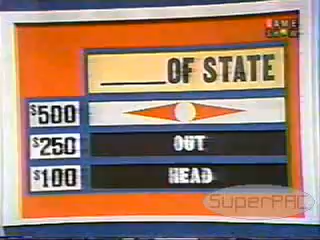 GAME
SHOW
_____OF STATE
$500
$250 OUT
$100 HEAD
SUPERPAC